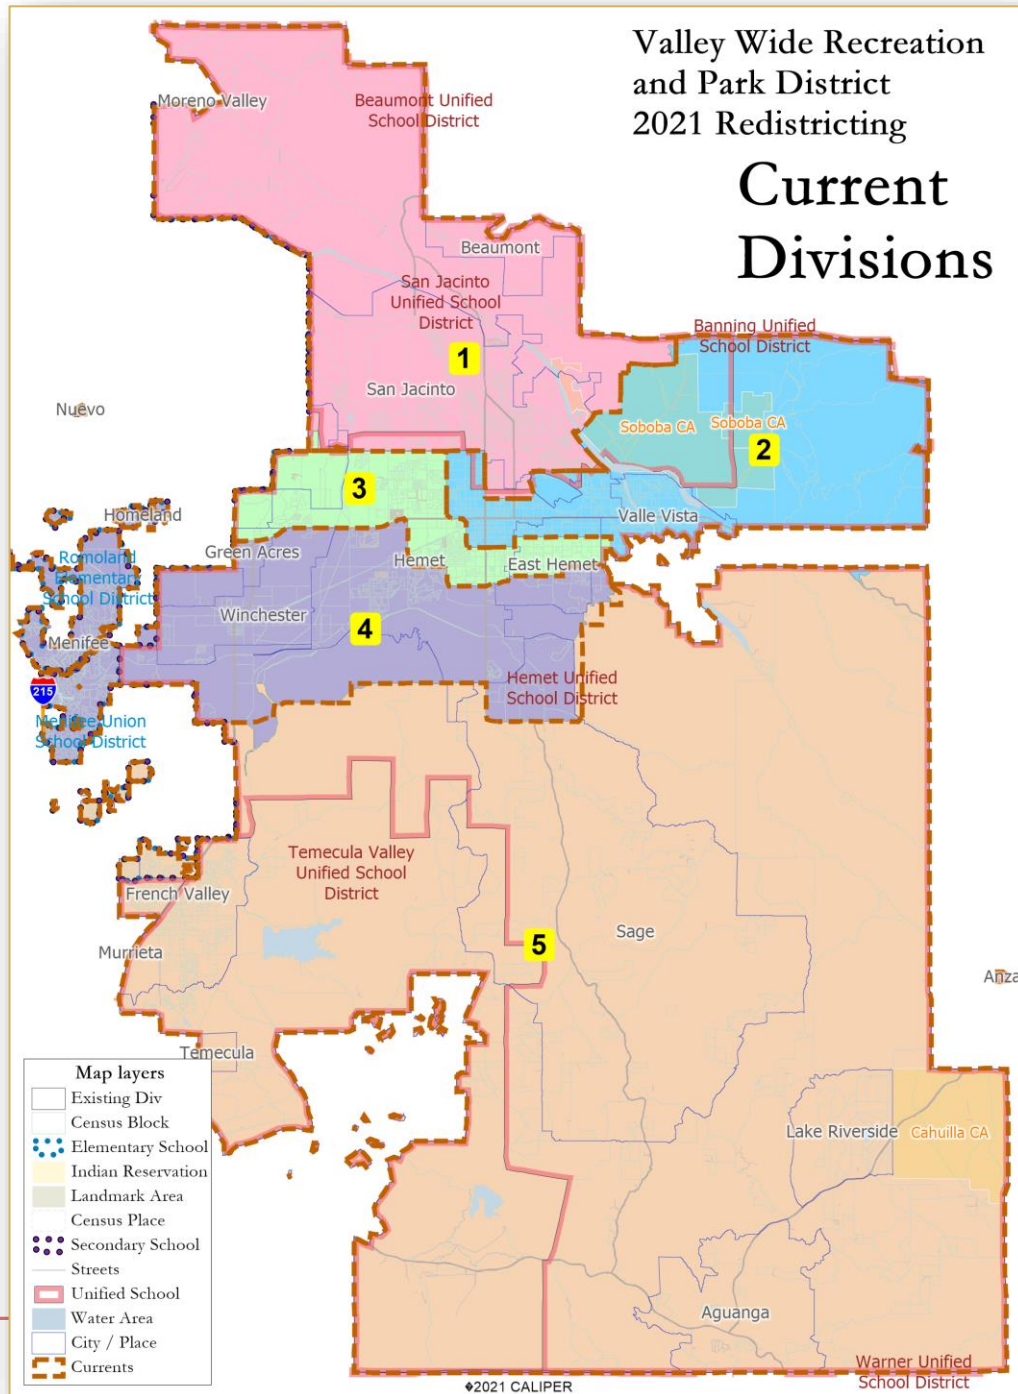 Valley Wide Recreation
and Park District
2021 Redistricting
Current
Divisions
Moreno Valley
Beaumont Unified
School District
Beaumont
San Jacinto
Unified School
District
Banning Unified
School District
1
San Jacinto
Nuevo
Soboba CA
Soboba CA
2
3
Homeland
Valle Vista
Green Acres
Hemet
East Hemet
Romoland
Elementary
School District
Winchester
4
Menifee
215
Hemet Unified
School District
Menifee Union
School District
Temecula Valley
Unified School
District
French Valley
Sage
5
Murrieta
Anza
Temecula
Lake Riverside
Cahuilla CA
Aguanga
Warner Unified
School District
Map layers
Existing Div
Census Block
Elementary School
Indian Reservation
Landmark Area
Census Place
Secondary School
Streets
Unified School
Water Area
City / Place
Currents
�2021 CALIPER